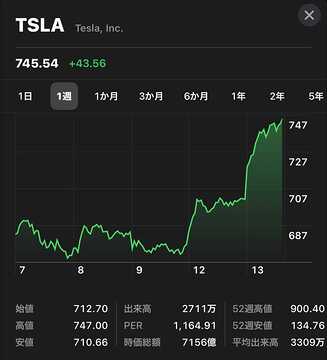 TSLA Tesla, Inc.
745.54 +43.56
1日 1週 1か月 3か月 6か月 1年 2年 5年
747
727
707
687
7 8 9 12 13
始値 712.70 出来高 2711万 52週高値 900.40
高値 747.00 PER 1,164.91 52週安値 134.76
安値 710.66 時価総額 7156億 平均出来高 3309万